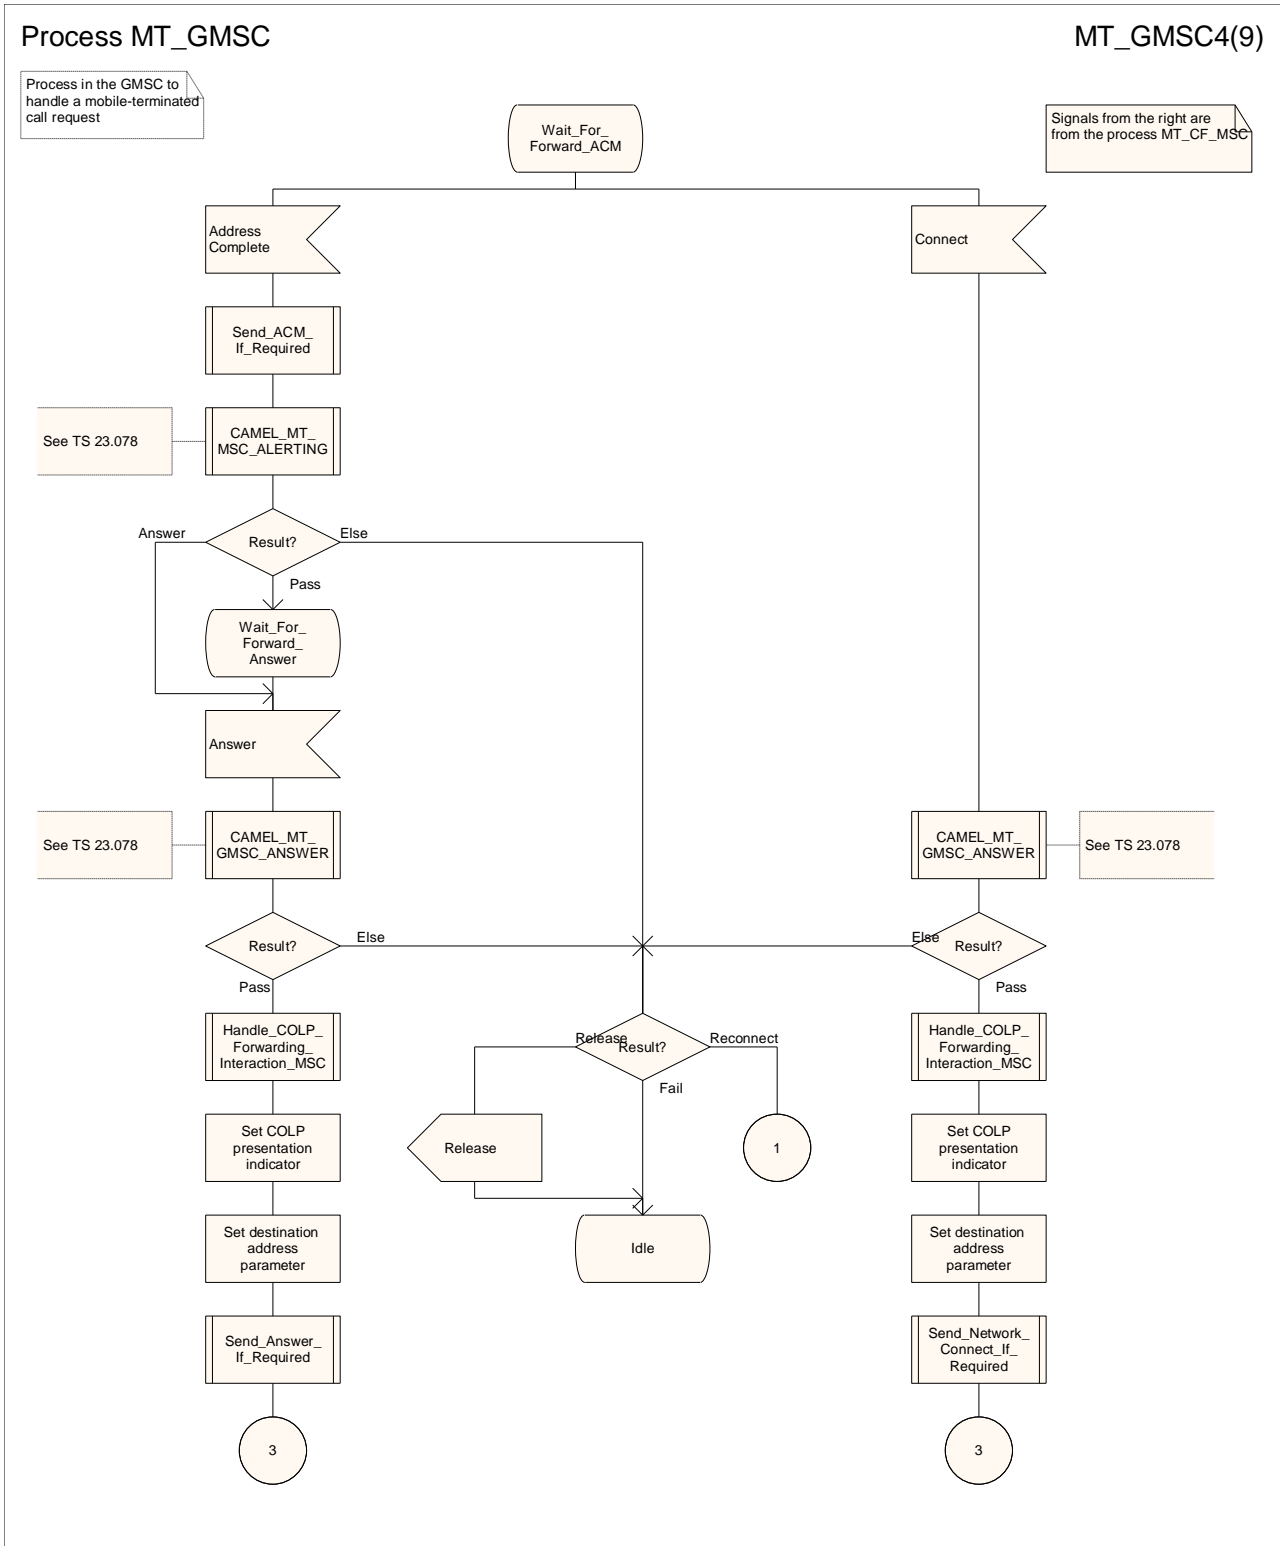 Process MT_GMSC
MT_GMSC4(9)
Process in the GMSC to
handle a mobile-terminated
call request
Signals from the right are
from the process MT_CF_MSC
Wait_For_
Forward_ACM
Address
Complete
Connect
Send_ACM_
If_Required
See TS 23.078
CAMEL_MT_
MSC_ALERTING
Answer
Result?
Else
Pass
Wait_For_
Forward_
Answer
Answer
See TS 23.078
CAMEL_MT_
GMSC_ANSWER
CAMEL_MT_
GMSC_ANSWER
See TS 23.078
Result?
Else
Else
Result?
Pass
Pass
Handle_COLP_
Forwarding_
Interaction_MSC
Release
Result?
Reconnect
Fail
Handle_COLP_
Forwarding_
Interaction_MSC
Set COLP
presentation
indicator
Release
1
Set COLP
presentation
indicator
Set destination
address
parameter
Idle
Set destination
address
parameter
Send_Answer_
If_Required
Send_Network_
Connect_If_
Required
3
3